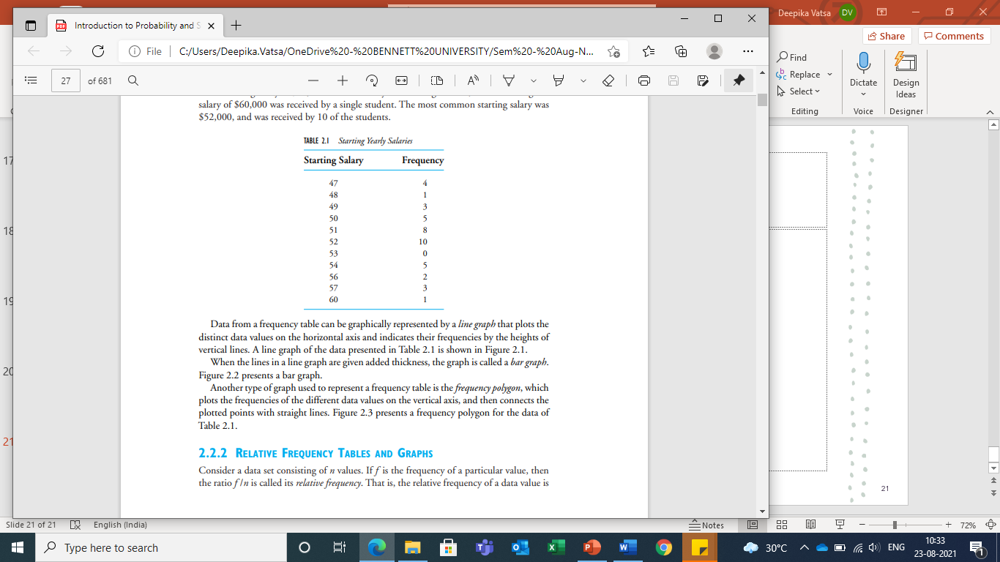 Deepika Vatsa DV
Introduction to Probability and S
Share Comments
File C:/Users/Deepika.Vatsa/OneDrive%20-%20BENNETT%20UNIVERSITY/Sem%20-%20Aug-N...
Find
Replace
Select
Dictate
Design
Ideas
Editing Voice Designer
27 of 681
salary of $60,000 was received by a single student. The most common starting salary was
$52,000, and was received by 10 of the students.
TABLE 2.1 Starting Yearly Salaries
Starting Salary Frequency
47 4
48 1
49 3
50 5
51 8
52 10
53 0
54 5
56 2
57 3
60 1
Data from a frequency table can be graphically represented by a line graph that plots the
distinct data values on the horizontal axis and indicates their frequencies by the heights of
vertical lines. A line graph of the data presented in Table 2.1 is shown in Figure 2.1.
When the lines in a line graph are given added thickness, the graph is called a bar graph.
Figure 2.2 presents a bar graph.
Another type of graph used to represent a frequency table is the frequency polygon, which
plots the frequencies of the different data values on the vertical axis, and then connects the
plotted points with straight lines. Figure 2.3 presents a frequency polygon for the data of
Table 2.1.
2.2.2 RELATIVE FREQUENCY TABLES AND GRAPHS
Consider a data set consisting of n values. If f is the frequency of a particular value, then
the ratio f/n is called its relative frequency. That is, the relative frequency of a data value is
17
18
19
20
21
21
Slide 21 of 21 English (India) Notes 72%
Type here to search
30°C ENG 10:33
23-08-2021
1